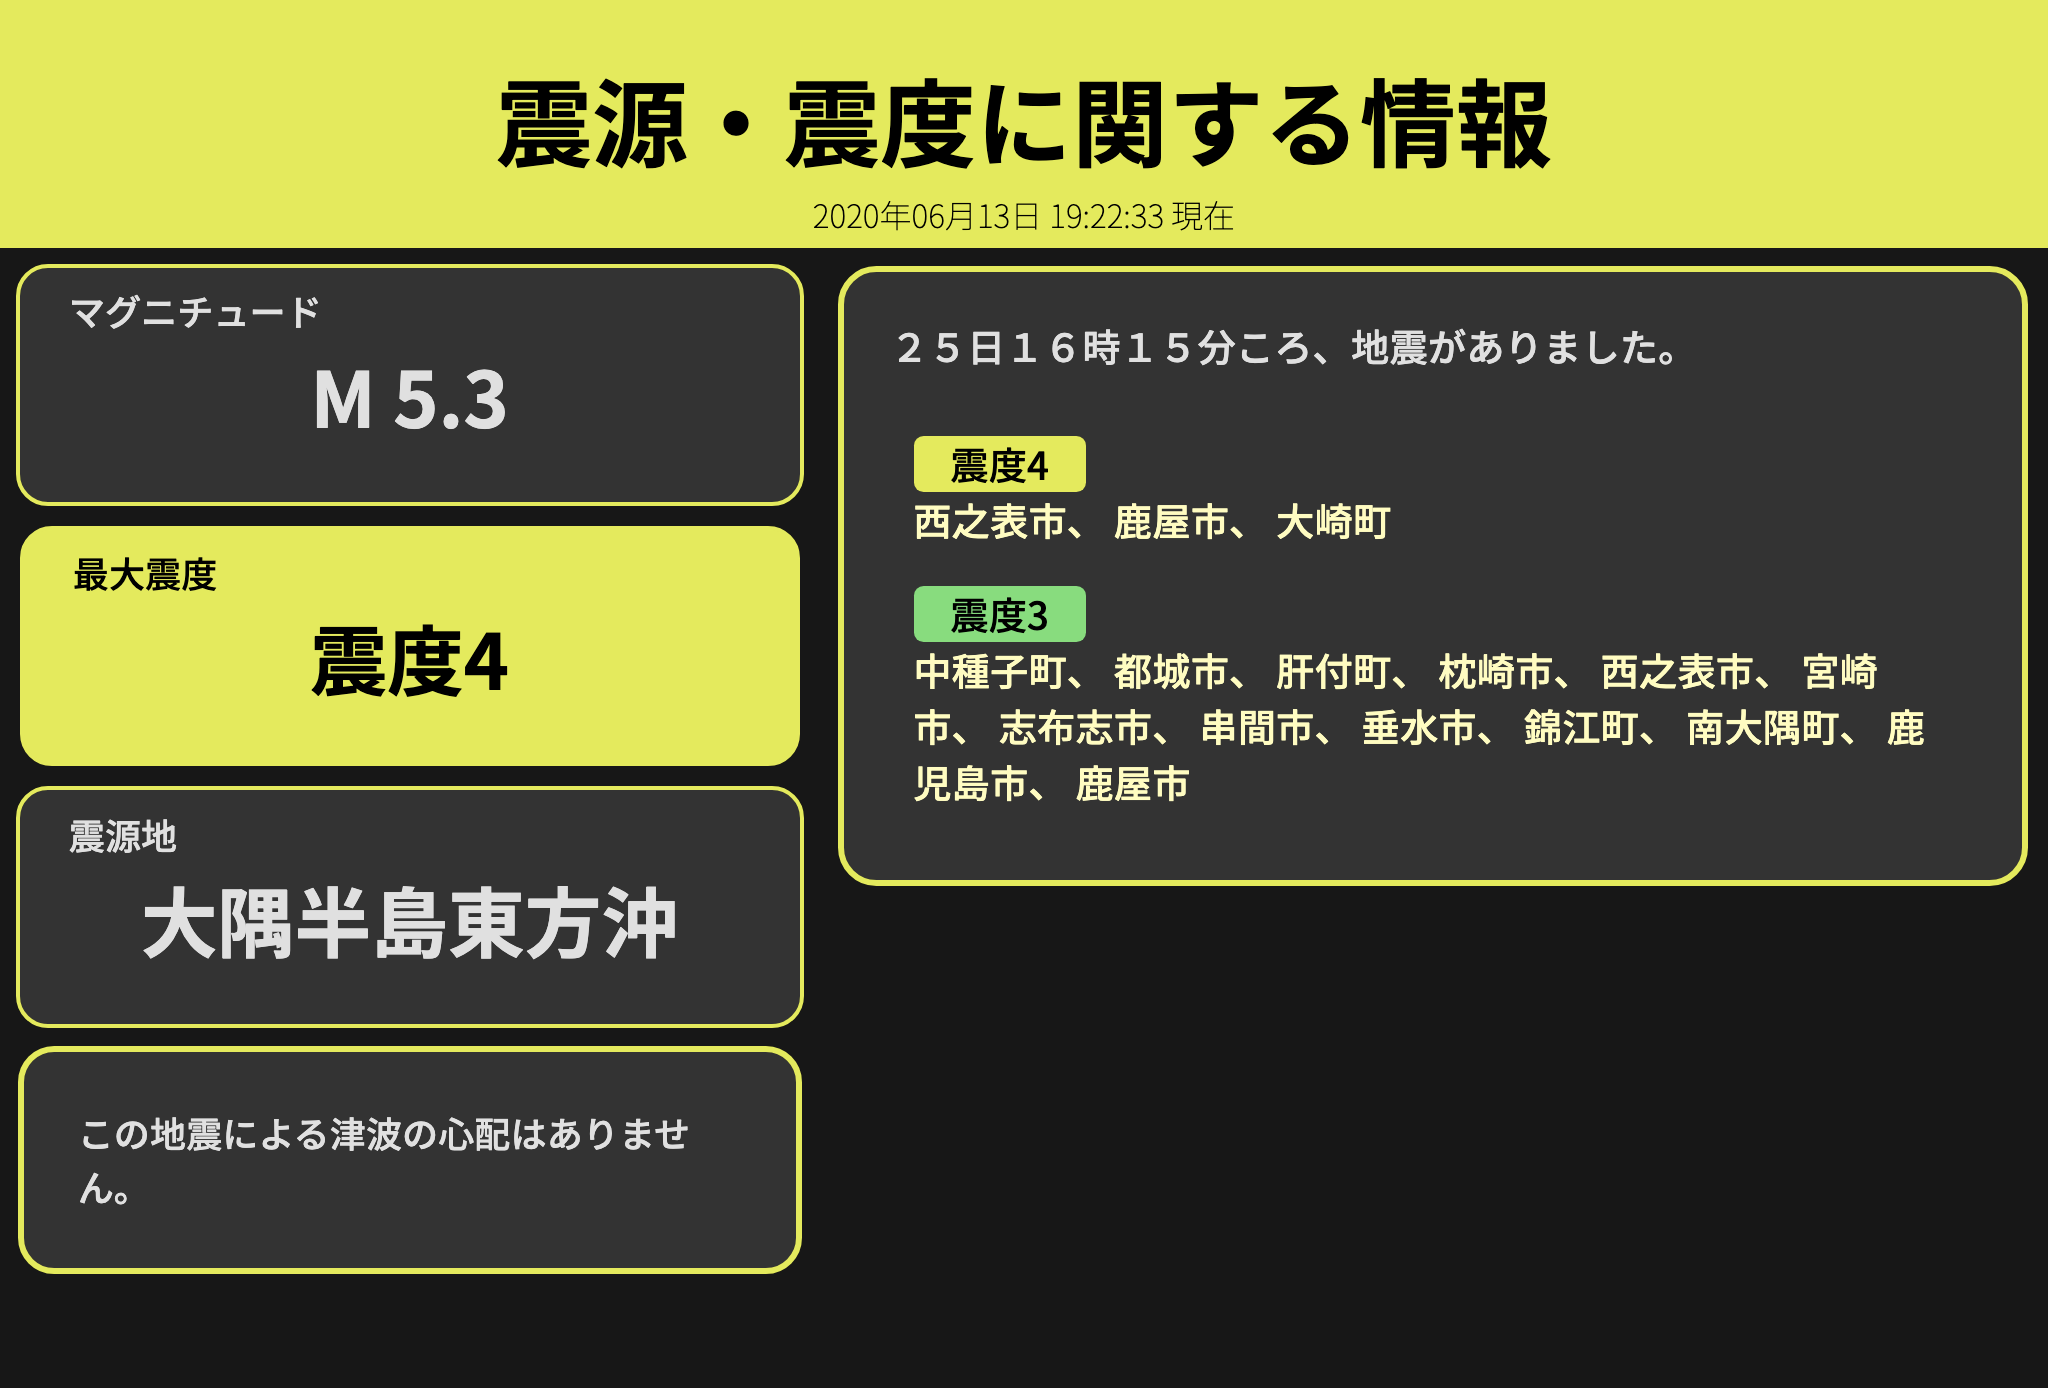 震源・震度に関する情報
2020年06月13日 19:22:33 現在
マグニチュード
M 5.3
最大震度
震度4
震源地
大隅半島東方沖
この地震による津波の心配はありませ
ん。
２５日１６時１５分ころ、地震がありました。
震度4
西之表市、 鹿屋市、 大崎町
震度3
中種子町、 都城市、 肝付町、 枕崎市、 西之表市、 宮崎
市、 志布志市、 串間市、 垂水市、 錦江町、 南大隅町、 鹿
児島市、 鹿屋市